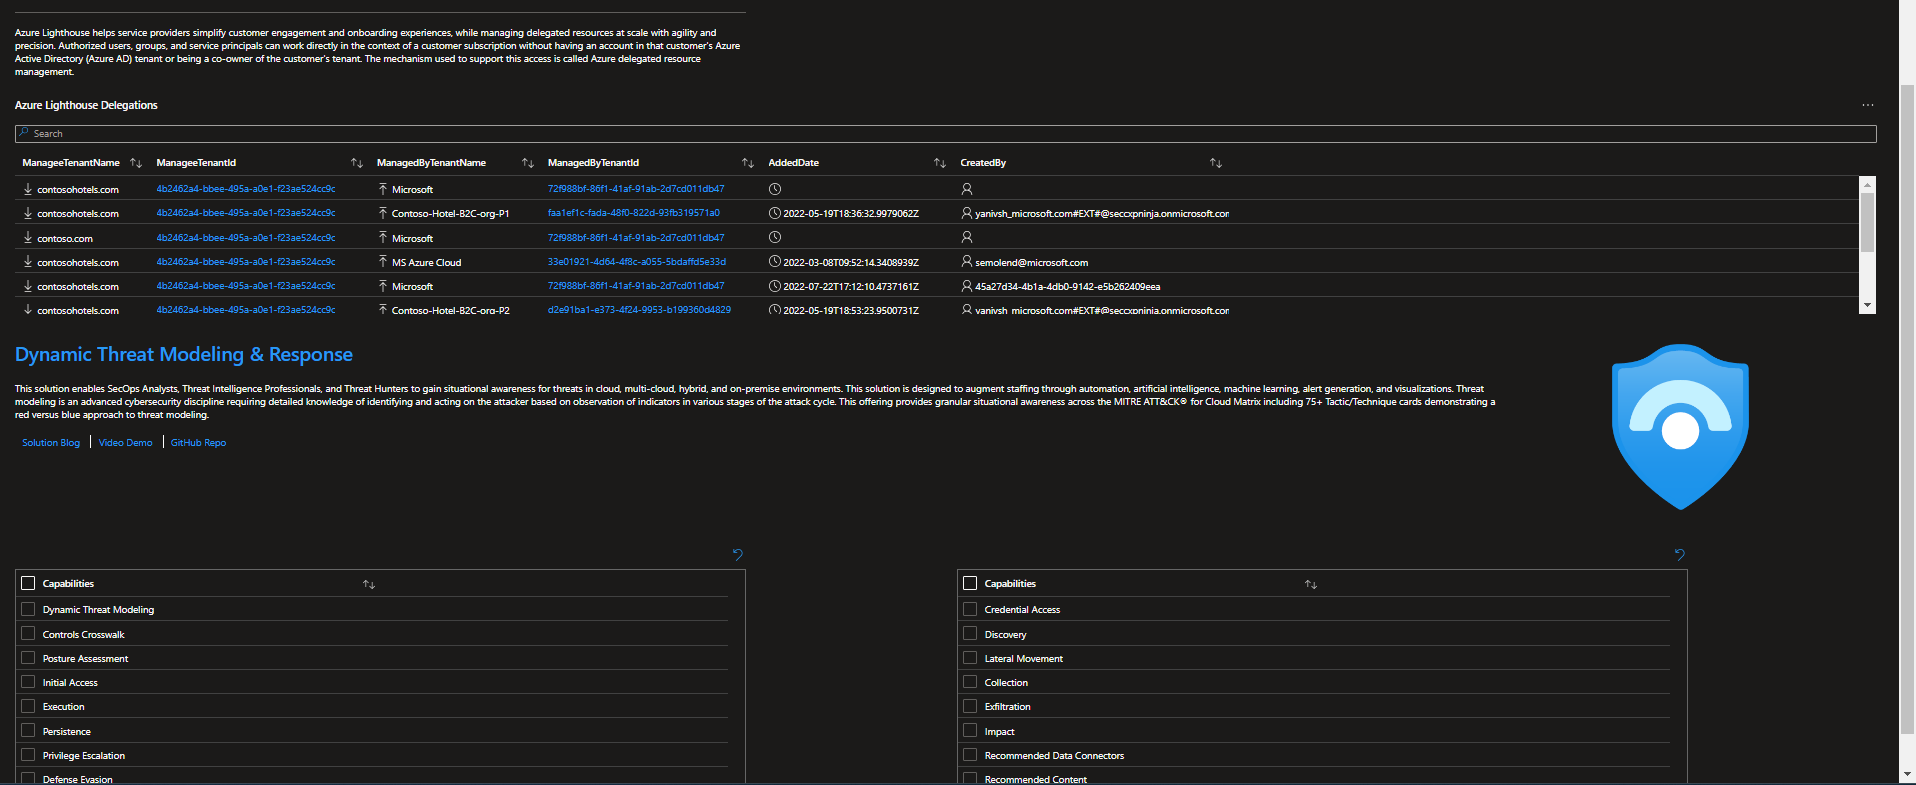 Azure Lighthouse helps service providers simplify customer engagement and onboarding experiences, while managing delegated resources at scale with agility and
precision. Authorized users, groups, and service principals can work directly in the context of a customer subscription without having an account in that customer's Azure
Active Directory (Azure AD) tenant or being a co-owner of the customer's tenant. The mechanism used to support this access is called Azure delegated resource
management.
Azure Lighthouse Delegations
Search
ManageeTenantName ManageeTenantId ManagedByTenantName ManagedByTenantId AddedDate CreatedBy
contosohotels.com 4b2462a4-bbee-495a-a0e1-f23ae524cc9c Microsoft 72f988bf-86f1-41af-91ab-2d7cd011db47
contosohotels.com 4b2462a4-bbee-495a-a0e1-f23ae524cc9c Contoso-Hotel-B2C-org-P1 faa1ef1c-fada-48f0-822d-93fb319571a0 2022-05-19T18:36:32.9979062Z yanivsh_microsoft.com#EXT#@seccxpninja.onmicrosoft.com
contoso.com 4b2462a4-bbee-495a-a0e1-f23ae524cc9c Microsoft 72f988bf-86f1-41af-91ab-2d7cd011db47
contosohotels.com 4b2462a4-bbee-495a-a0e1-f23ae524cc9c MS Azure Cloud 33e01921-4d64-4f8c-a055-5bdaffd5e33d 2022-03-08T09:52:14.3408939Z semolend@microsoft.com
contosohotels.com 4b2462a4-bbee-495a-a0e1-f23ae524cc9c Microsoft 72f988bf-86f1-41af-91ab-2d7cd011db47 2022-07-22T17:12:10.4737161Z 45a27d34-4b1a-4db0-9142-e5b262409eea
contosohotels.com 4b2462a4-bbee-495a-a0e1-f23ae524cc9c Contoso-Hotel-B2C-org-P2 d2e91ba1-e373-4f24-9953-b199360d4829 2022-05-19T18:53:23.9500731Z yanivsh_microsoft.com#EXT#@seccxpninja.onmicrosoft.com
Dynamic Threat Modeling & Response
This solution enables SecOps Analysts, Threat Intelligence Professionals, and Threat Hunters to gain situational awareness for threats in cloud, multi-cloud, hybrid, and on-premise environments. This solution is designed to augment staffing through automation, artificial intelligence, machine learning, alert generation, and visualizations. Threat
modeling is an advanced cybersecurity discipline requiring detailed knowledge of identifying and acting on the attacker based on observation of indicators in various stages of the attack cycle. This offering provides granular situational awareness across the MITRE ATT&CK® for Cloud Matrix including 75+ Tactic/Technique cards demonstrating a
red versus blue approach to threat modeling.
Solution Blog | Video Demo | GitHub Repo
Capabilities
Dynamic Threat Modeling
Controls Crosswalk
Posture Assessment
Initial Access
Execution
Persistence
Privilege Escalation
Defense Evasion
Capabilities
Credential Access
Discovery
Lateral Movement
Collection
Exfiltration
Impact
Recommended Data Connectors
Recommended Content